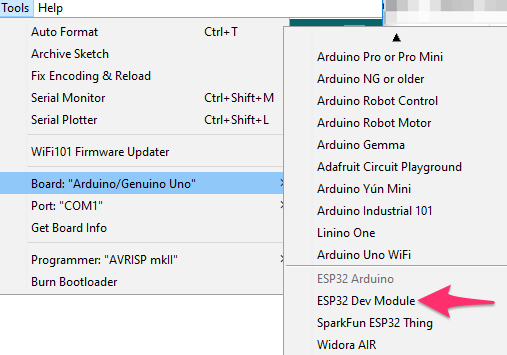 Tools Help
Auto Format Ctrl+T
Archive Sketch
Fix Encoding & Reload
Serial Monitor Ctrl+Shift+M
Serial Plotter Ctrl+Shift+L
WiFi101 Firmware Updater
Board: "Arduino/Genuino Uno"
Port: "COM1"
Get Board Info
Programmer: "AVRISP mkII"
Burn Bootloader
Arduino Pro or Pro Mini
Arduino NG or older
Arduino Robot Control
Arduino Robot Motor
Arduino Gemma
Adafruit Circuit Playground
Arduino Yún Mini
Arduino Industrial 101
Linino One
Arduino Uno WiFi
ESP32 Arduino
ESP32 Dev Module
SparkFun ESP32 Thing
Widora AIR